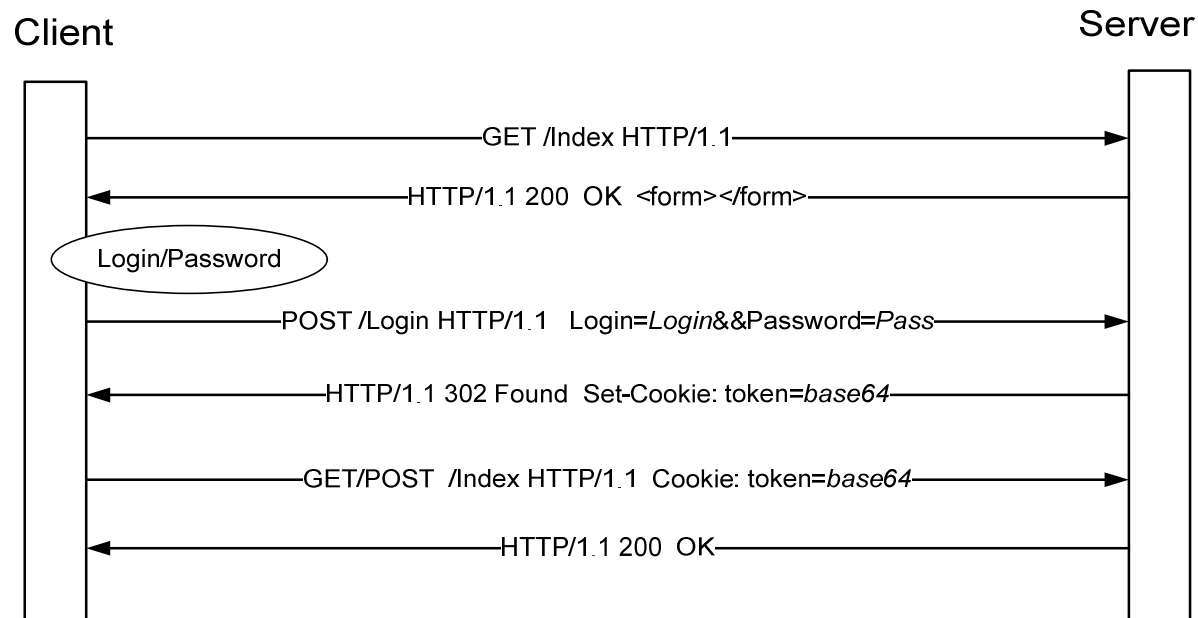 Client
Server
GET /Index HTTP/1.1
HTTP/1.1 200 OK <form></form>
Login/Password
POST /Login HTTP/1.1 Login=Login&&Password=Pass
HTTP/1.1 302 Found Set-Cookie: token=base64
GET/POST /Index HTTP/1.1 Cookie: token=base64
HTTP/1.1 200 OK